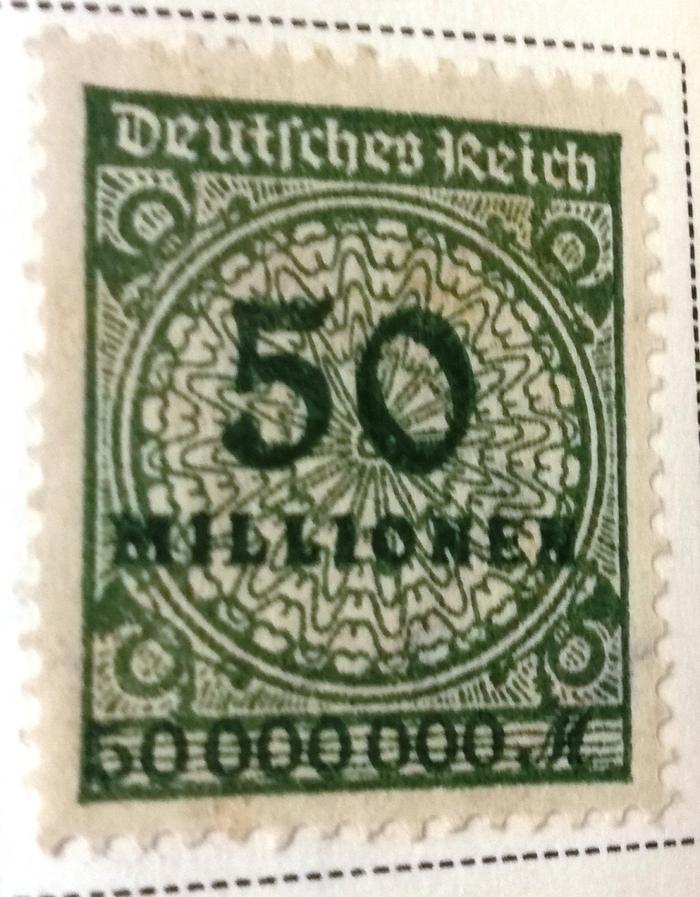 Deutsches Reich
50
MILLIONEN
50000000 M